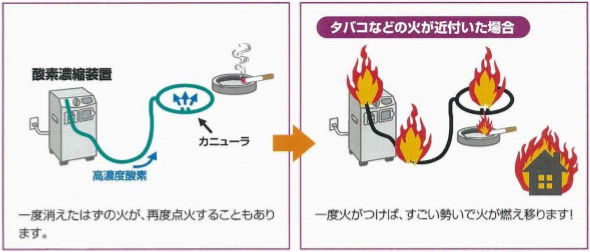 酸素濃縮装置
カニューラ
高濃度酸素
一度消えたはずの火が、再度点火することもあり
ます。
タバコなどの火が近付いた場合
一度火がつけば、すごい勢いで火が燃え移ります!